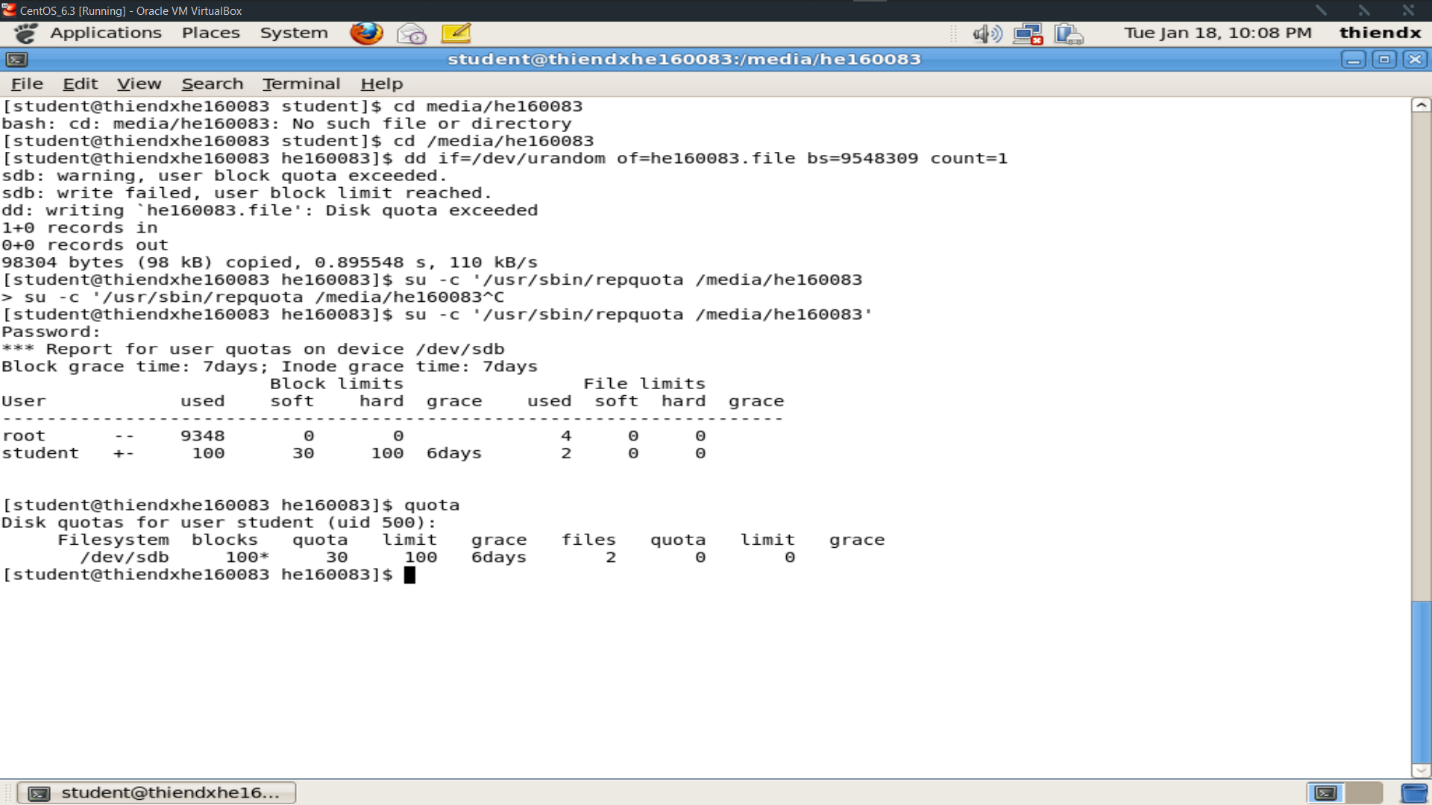 CentOS_6.3 [Running] - Oracle VM VirtualBox
Applications Places System Tue Jan 18, 10:08 PM thiendx
student@thiendxhe160083:/media/he160083
File Edit View Search Terminal Help
[student@thiendxhe160083 student]$ cd media/he160083
bash: cd: media/he160083: No such file or directory
[student@thiendxhe160083 student]$ cd /media/he160083
[student@thiendxhe160083 he160083]$ dd if=/dev/urandom of=he160083.file bs=9548309 count=1
sdb: warning, user block quota exceeded.
sdb: write failed, user block limit reached.
dd: writing `he160083.file': Disk quota exceeded
1+0 records in
0+0 records out
98304 bytes (98 kB) copied, 0.895548 s, 110 kB/s
[student@thiendxhe160083 he160083]$ su -c '/usr/sbin/repquota /media/he160083
> su -c '/usr/sbin/repquota /media/he160083^C
[student@thiendxhe160083 he160083]$ su -c '/usr/sbin/repquota /media/he160083'
Password:
*** Report for user quotas on device /dev/sdb
Block grace time: 7days; Inode grace time: 7days
                        Block limits                File limits
User            used    soft    hard  grace    used  soft  hard  grace
----------------------------------------------------------------------
root      --    9348       0       0              4     0     0
student   +-     100      30     100  6days       2     0     0
[student@thiendxhe160083 he160083]$ quota
Disk quotas for user student (uid 500):
     Filesystem  blocks   quota   limit   grace   files   quota   limit   grace
       /dev/sdb     100*     30     100   6days       2       0       0
[student@thiendxhe160083 he160083]$
student@thiendxhe16...